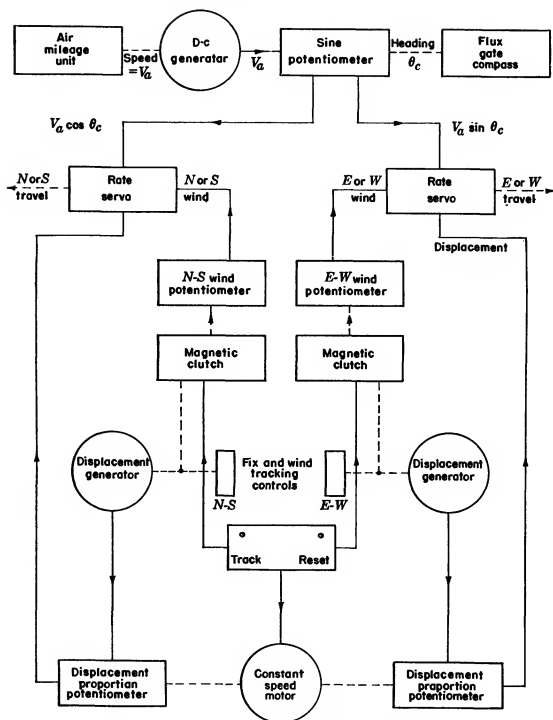 Air
mileage
unit
Speed
=Va
D-c
generatar
Va
Sine
potentiometer
Heading
θc
Flux
gate
compass
Va cos θc
Va sin θc
N or S
travel
Rate
servo
N or S
wind
E or W
wind
Rate
servo
E or W
travel
Displacement
N-S wind
potentiometer
E-W wind
potentiometer
Magnetic
clutch
Magnetic
clutch
Displacement
generator
Fix and wind
tracking
controls
N-S
E-W
Displacement
generator
Track
Reset
Displacement
proportian
potentiometer
Constant
speed
motor
Displacement
praportian
potentiometer